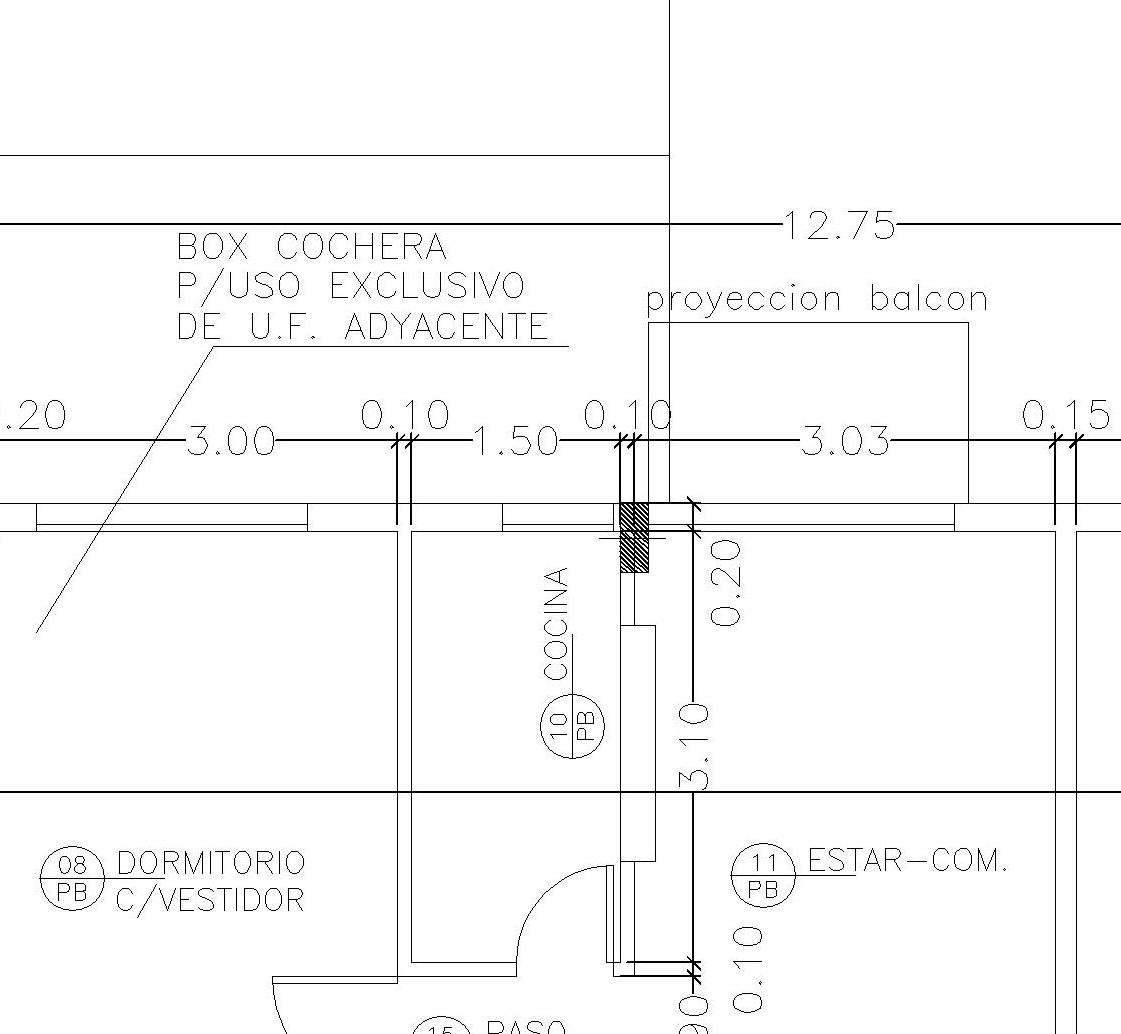 12.75
BOX COCHERA
P/USO EXCLUSIVO
DE U.F. ADYACENTE
proyeccion balcon
.20
3.00
0.10
1.50
0.10
3.03
0.15
0.20
COCINA
10
PB
3.10
08
PB
DORMITORIO
C/VESTIDOR
11
PB
ESTAR-COM.
0.10
90
15
PASO